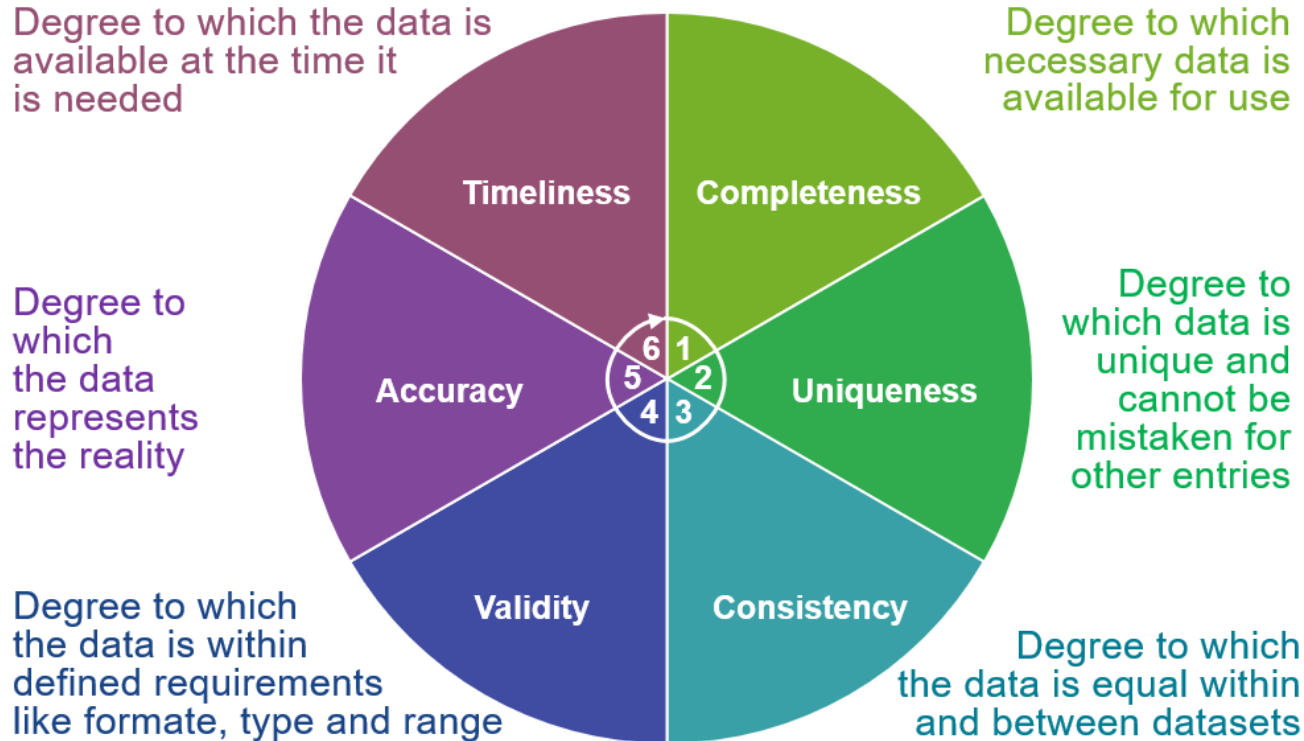 Degree to which the data is
available at the time it
is needed
Degree to which
necessary data is
available for use
Timeliness
Completeness
Degree to
which
the data
represents
the reality
Accuracy
6
1
5
2
4
3
Uniqueness
Degree to
which data is
unique and
cannot be
mistaken for
other entries
Validity
Consistency
Degree to which
the data is within
defined requirements
like formate, type and range
Degree to which
the data is equal within
and between datasets